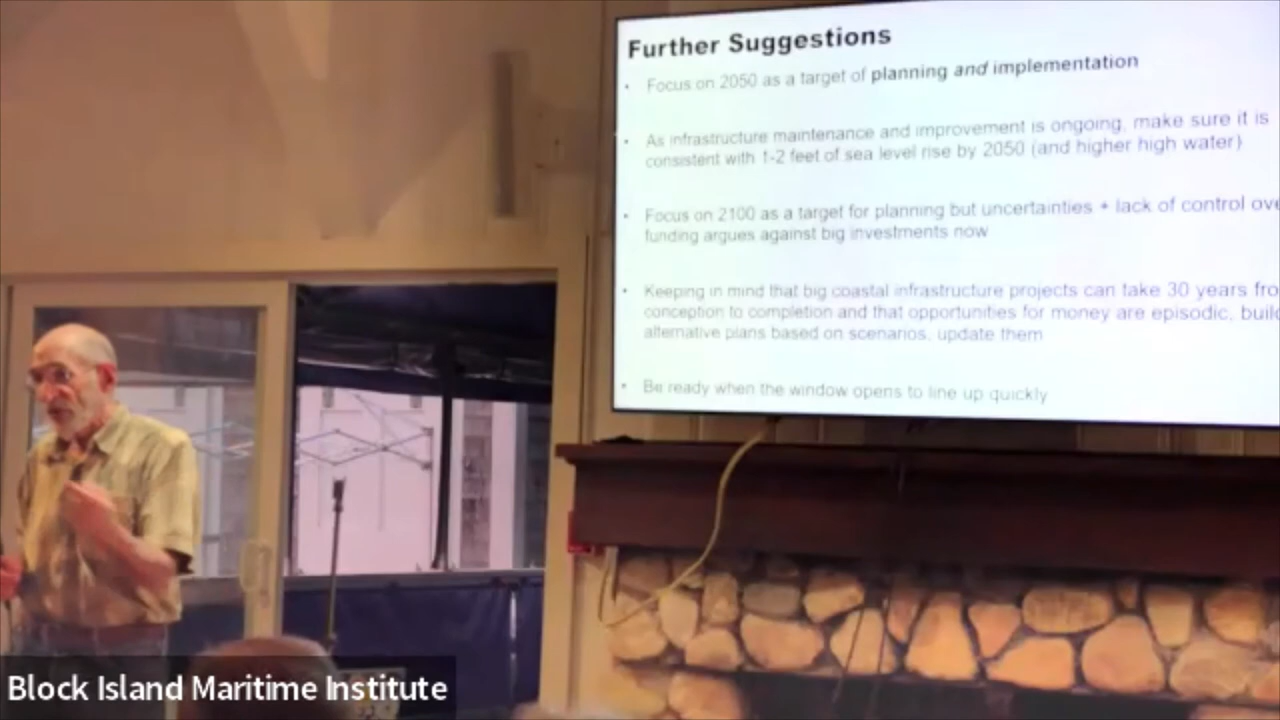 Further Suggestions
• Focus on 2050 as a target of planning and implementation
• As infrastructure maintenance and improvement is ongoing, make sure it is
consistent with 1-2 feet of sea level rise by 2050 (and higher high water)
• Focus on 2100 as a target for planning but uncertainties + lack of control
funding argues against big investments now
• Keeping in mind that big coastal infrastructure projects can take 30 years
conception to completion and that opportunities for money are episodic,
alternative plans based on scenarios, update them
• Be ready when the window opens to line up quickly
Block Island Maritime Institute